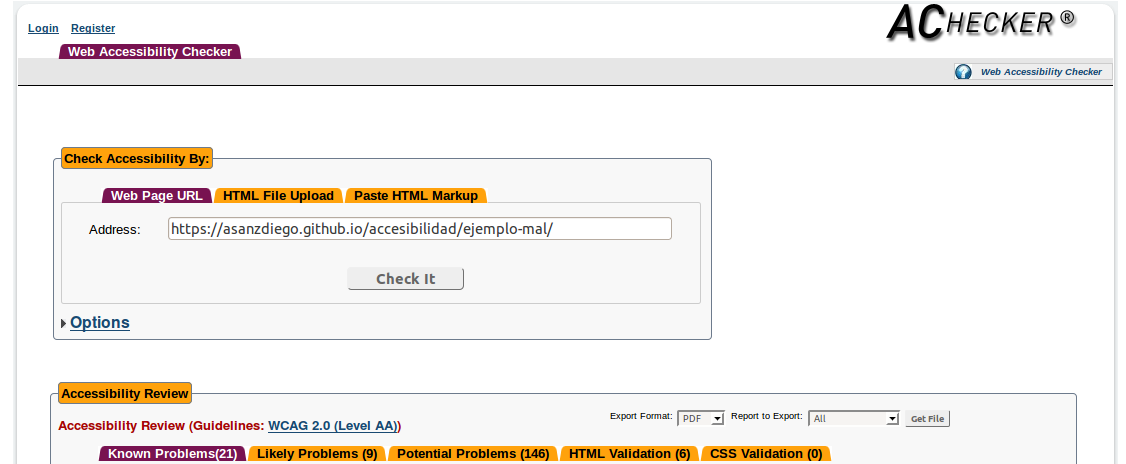 Login Register
ACHECKER ®
Web Accessibility Checker
Web Accessibility Checker
Check Accessibility By:
Web Page URL HTML File Upload Paste HTML Markup
Address: https://asanzdiego.github.io/accesibilidad/ejemplo-mal/
Check It
Options
Accessibility Review
Export Format: PDF Report to Export: All Get File
Accessibility Review (Guidelines: WCAG 2.0 (Level AA))
Known Problems(21) Likely Problems (9) Potential Problems (146) HTML Validation (6) CSS Validation (0)